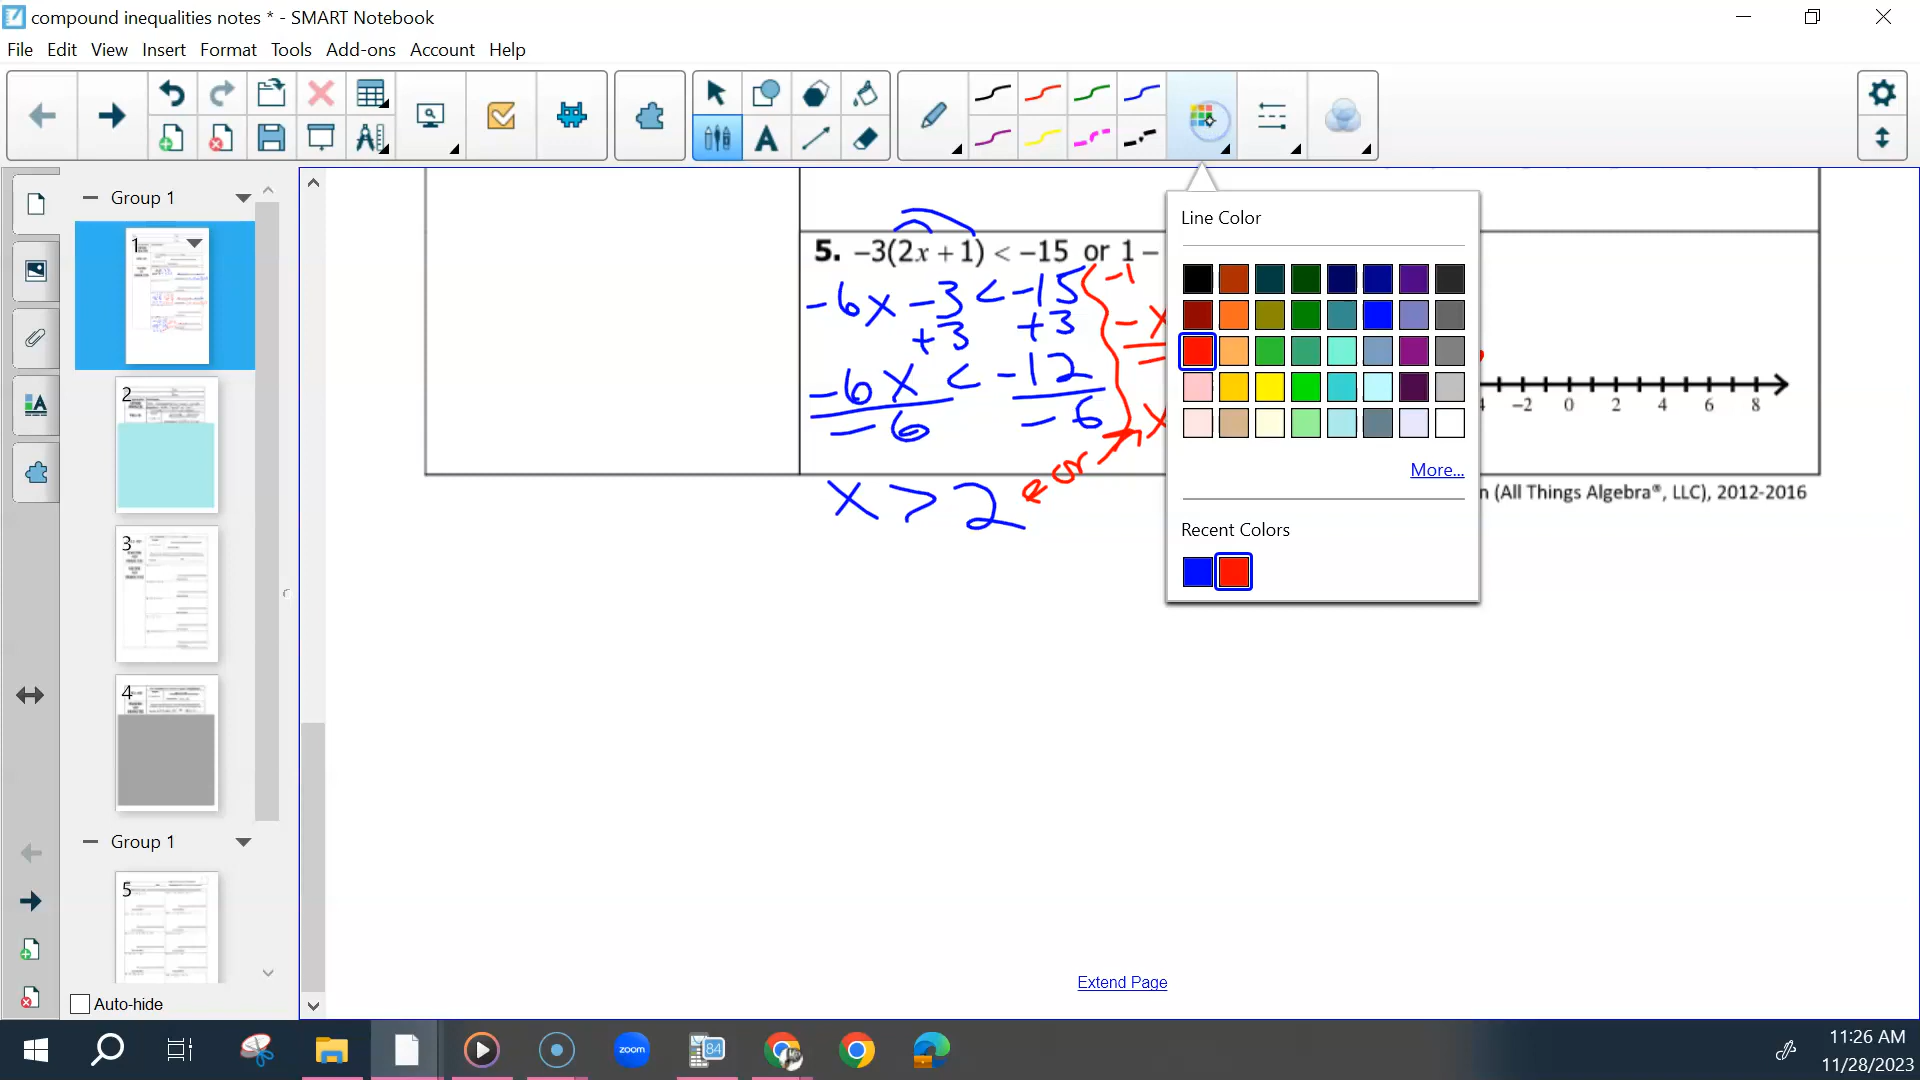 compound inequalities notes * - SMART Notebook
File Edit View Insert Format Tools Add-ons Account Help
Group 1
1
2
3
4
Group 1
5
Auto-hide
5. −3(2x + 1) < −15 or 1 −
-6x -3 < -15
+3 +3
-6x < -12
-6 -6
x > 2
or
-1
-x
x
Line Color
More...
Recent Colors
−2 0 2 4 6 8
n (All Things Algebra®, LLC), 2012-2016
Extend Page
zoom
84
11:26 AM
11/28/2023